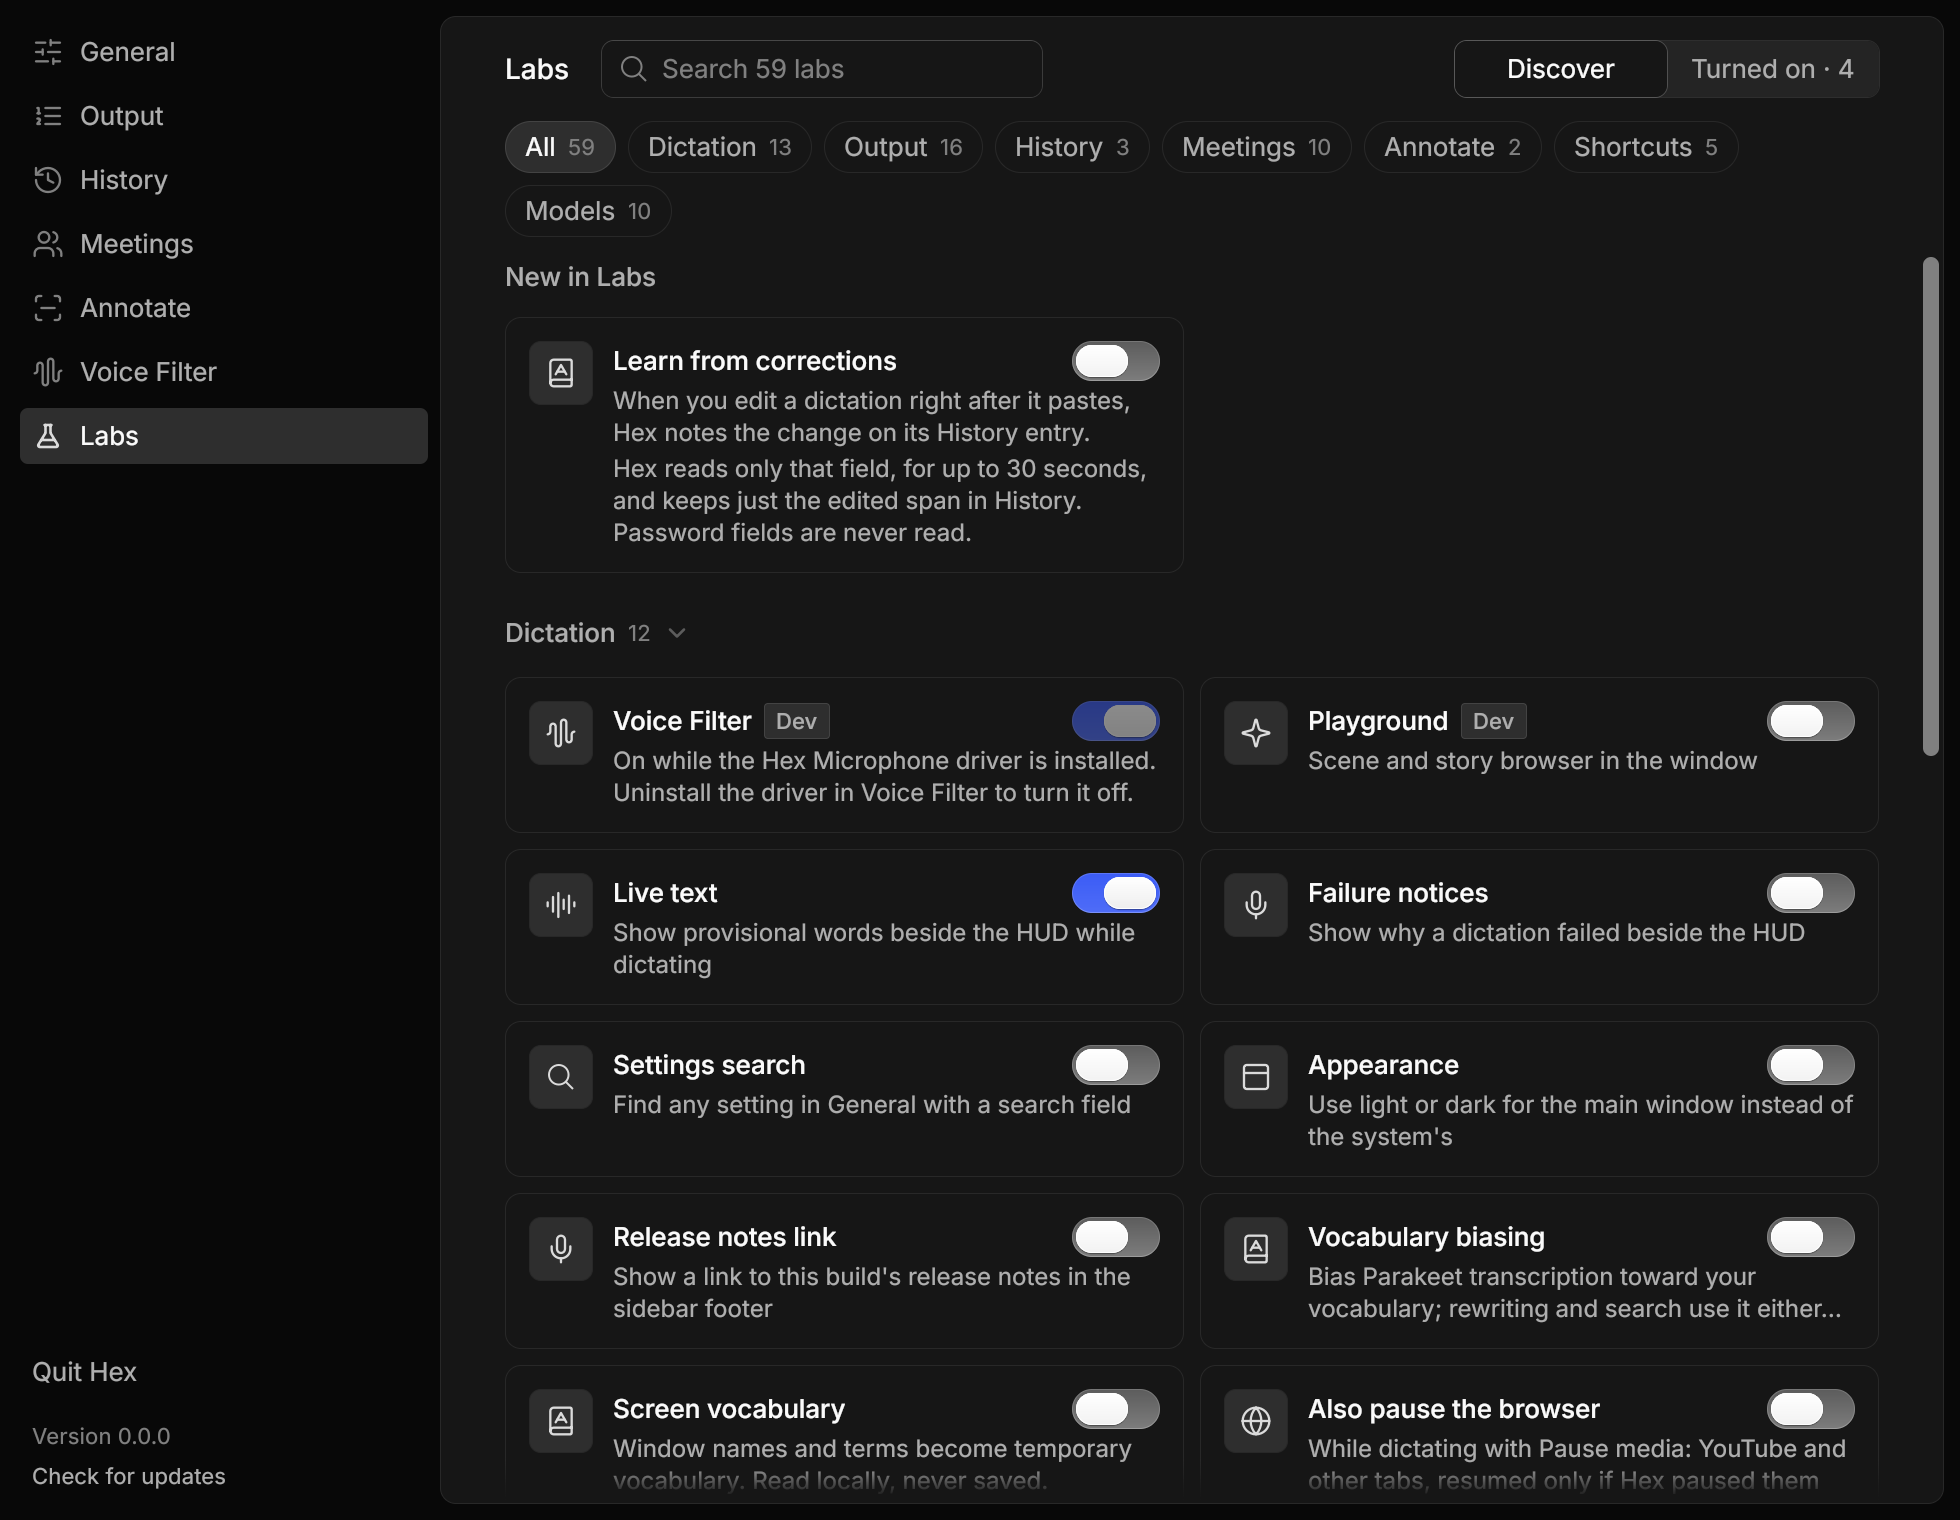 General
Output
History
Meetings
Annotate
Voice Filter
Labs
Quit Hex
Version 0.0.0
Check for updates
Labs
Search 59 labs
Discover
Turned on · 4
All 59
Dictation 13
Output 16
History 3
Meetings 10
Annotate 2
Shortcuts 5
Models 10
New in Labs
Learn from corrections
When you edit a dictation right after it pastes,
Hex notes the change on its History entry.
Hex reads only that field, for up to 30 seconds,
and keeps just the edited span in History.
Password fields are never read.
Dictation 12
Voice Filter Dev
On while the Hex Microphone driver is installed.
Uninstall the driver in Voice Filter to turn it off.
Playground Dev
Scene and story browser in the window
Live text
Show provisional words beside the HUD while
dictating
Failure notices
Show why a dictation failed beside the HUD
Settings search
Find any setting in General with a search field
Appearance
Use light or dark for the main window instead of
the system's
Release notes link
Show a link to this build's release notes in the
sidebar footer
Vocabulary biasing
Bias Parakeet transcription toward your
vocabulary; rewriting and search use it either...
Screen vocabulary
Window names and terms become temporary
vocabulary. Read locally, never saved.
Also pause the browser
While dictating with Pause media: YouTube and
other tabs, resumed only if Hex paused them